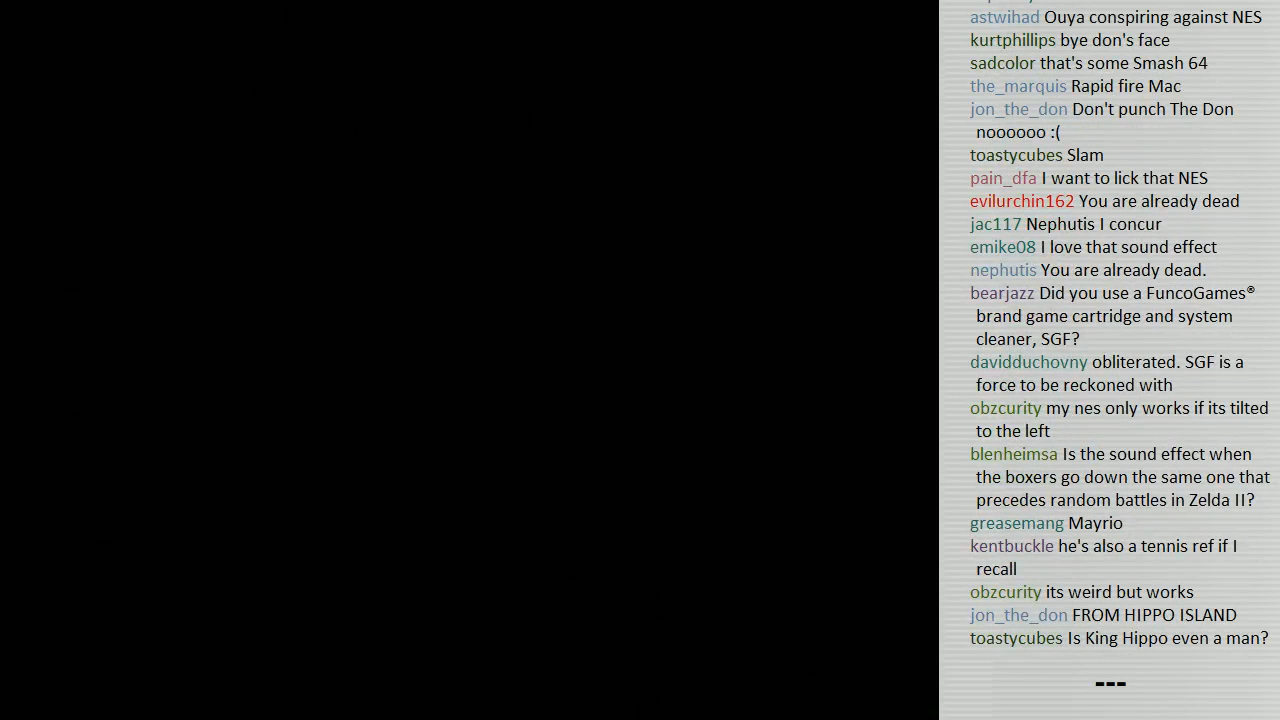 astwihad Ouya conspiring against NES
kurtphillips bye don's face
sadcolor that's some Smash 64
the_marquis Rapid fire Mac
jon_the_don Don't punch The Don
noooooo :(
toastycubes Slam
pain_dfa I want to lick that NES
evilurchin162 You are already dead
jac117 Nephutis I concur
emike08 I love that sound effect
nephutis You are already dead.
bearjazz Did you use a FuncoGames®
brand game cartridge and system
cleaner, SGF?
davidduchovny obliterated. SGF is a
force to be reckoned with
obzcurity my nes only works if its tilted
to the left
blenheimsa Is the sound effect when
the boxers go down the same one that
precedes random battles in Zelda II?
greasemang Mayrio
kentbuckle he's also a tennis ref if I
recall
obzcurity its weird but works
jon_the_don FROM HIPPO ISLAND
toastycubes Is King Hippo even a man?
---